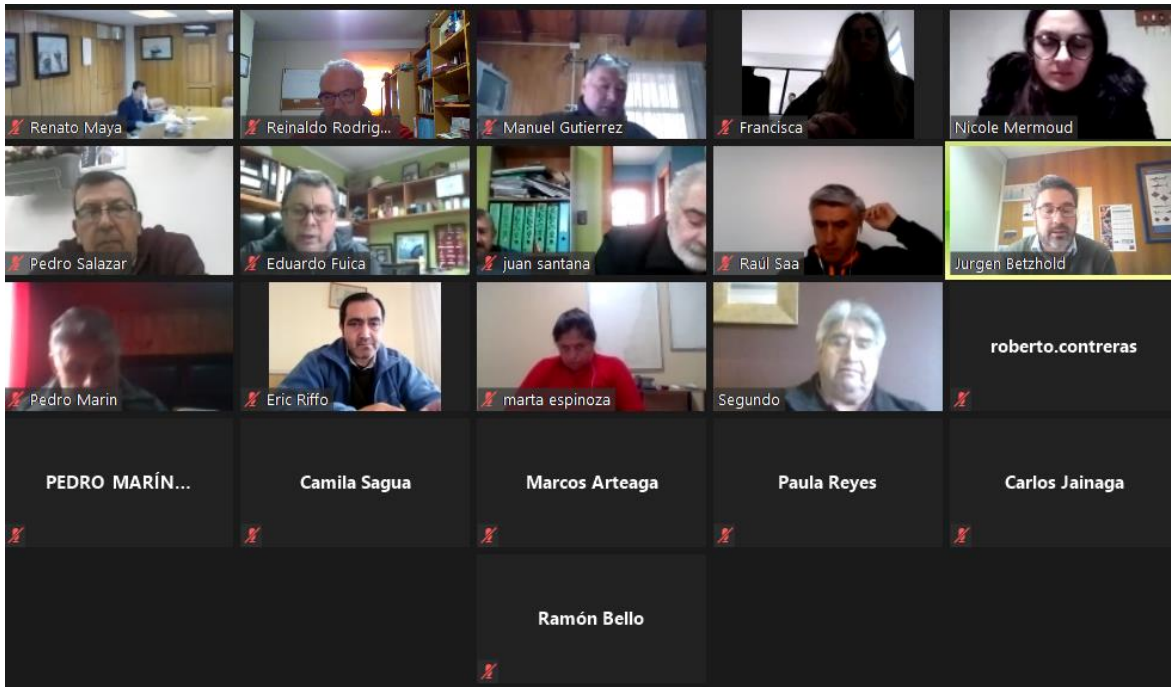 Renato Maya
Reinaldo Rodrig...
Manuel Gutierrez
Francisca
Nicole Mermoud
Pedro Salazar
Eduardo Fuica
juan santana
Raúl Saa
Jurgen Betzhold
Pedro Marin
Eric Riffo
marta espinoza
Segundo
roberto.contreras
PEDRO MARÍN...
Camila Sagua
Marcos Arteaga
Paula Reyes
Carlos Jainaga
Ramón Bello